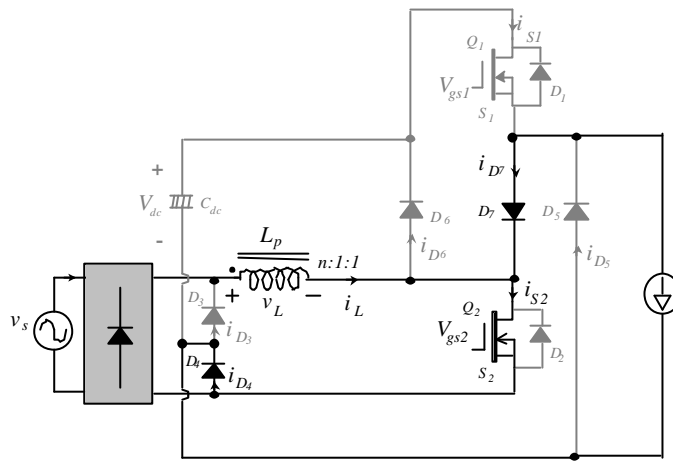 i
Q1 S1
Vgs1
D1
S1
+
iD7
Vdc Cdc
D6 D7 D5
-
iD6 iD5
Lp n:1:1
+ vL − iL
iS2
D3
Q2
vs
iD3
Vgs2
D2
D4 iD4
S2